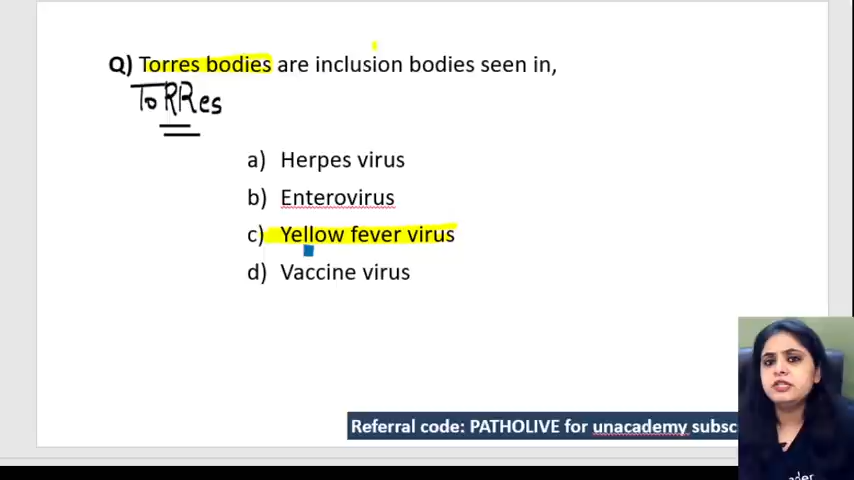 Q) Torres bodies are inclusion bodies seen in,
ToRRes
a) Herpes virus
b) Enterovirus
c) Yellow fever virus
d) Vaccine virus
Referral code: PATHOLIVE for unacademy subsc